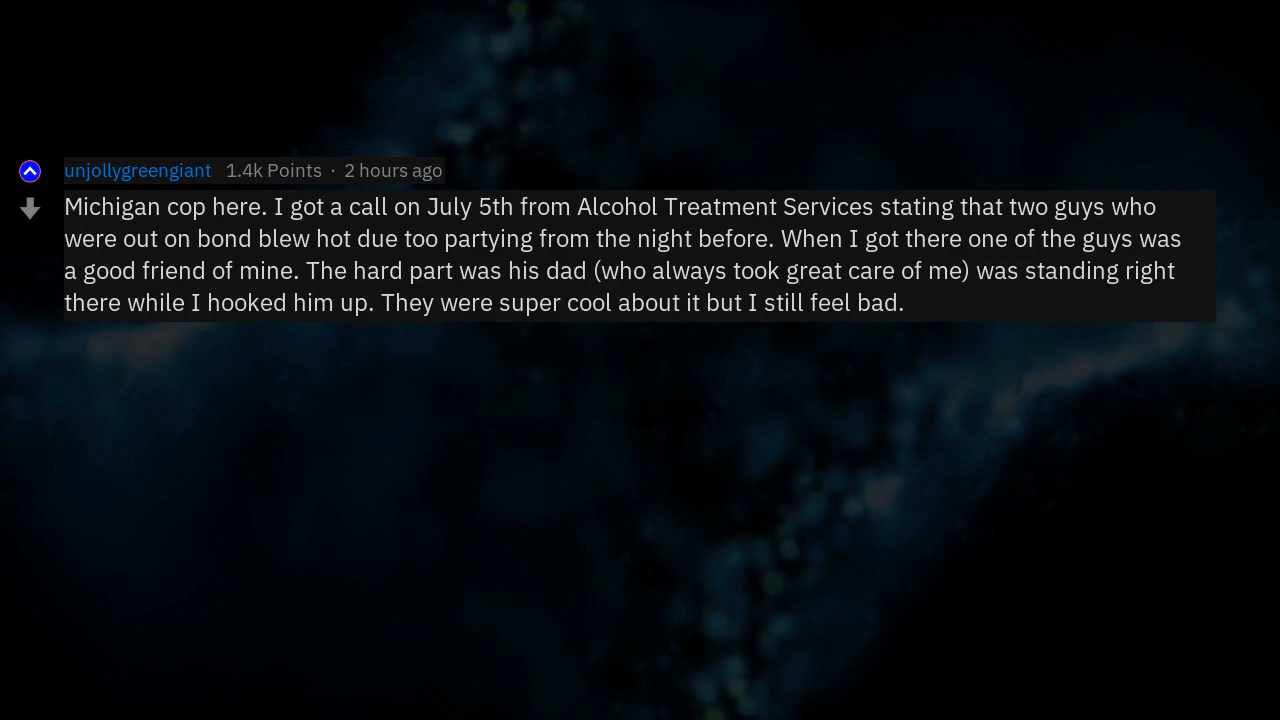 unjollygreengiant 1.4k Points · 2 hours ago
Michigan cop here. I got a call on July 5th from Alcohol Treatment Services stating that two guys who
were out on bond blew hot due too partying from the night before. When I got there one of the guys was
a good friend of mine. The hard part was his dad (who always took great care of me) was standing right
there while I hooked him up. They were super cool about it but I still feel bad.